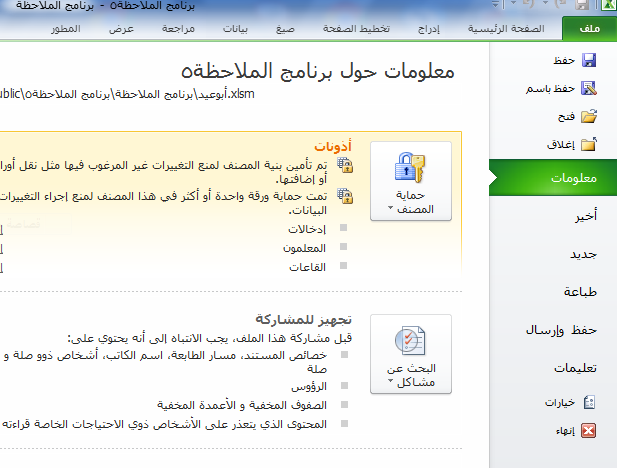 برنامج الملاحظة٥ - برنامج الملاحظة
ملف الصفحة الرئيسية إدراج تخطيط الصفحة صيغ بيانات مراجعة عرض المطور
حفظ
حفظ باسم
فتح
إغلاق
معلومات
أخير
جديد
طباعة
حفظ وإرسال
تعليمات
خيارات
إنهاء
معلومات حول برنامج الملاحظة٥
ublic\برنامج الملاحظة\برنامج الملاحظة٥\أبوعيد.xlsm
حماية
المصنف
أذونات
تم تأمين بنية المصنف لمنع التغييرات غير المرغوب فيها مثل نقل
أو إضافتها.
تمت حماية ورقة واحدة أو أكثر في هذا المصنف لمنع إجراء التغييرات
البيانات.
إدخالات
المعلمون
القاعات
البحث عن
مشاكل
تجهيز للمشاركة
قبل مشاركة هذا الملف، يجب الانتباه إلى أنه يحتوي على:
خصائص المستند، مسار الطابعة، اسم الكاتب، أشخاص ذوو صلة و
صلة
الرؤوس
الصفوف المخفية و الأعمدة المخفية
المحتوى الذي يتعذر على الأشخاص ذوي الاحتياجات الخاصة قراءته